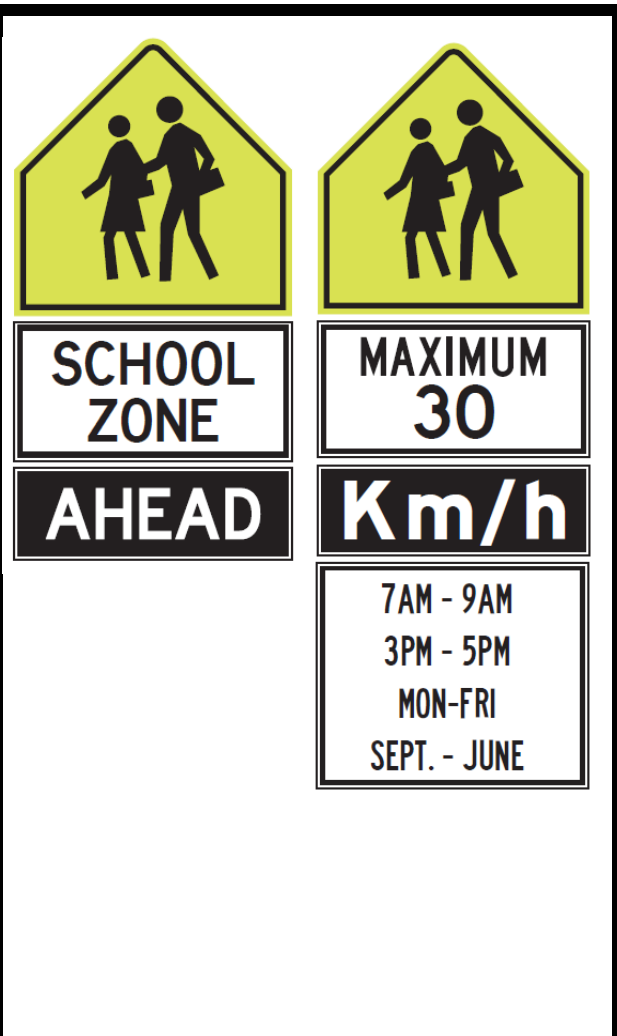 SCHOOL
ZONE
AHEAD
MAXIMUM
30
Km/h
7AM - 9AM
3PM - 5PM
MON-FRI
SEPT. - JUNE